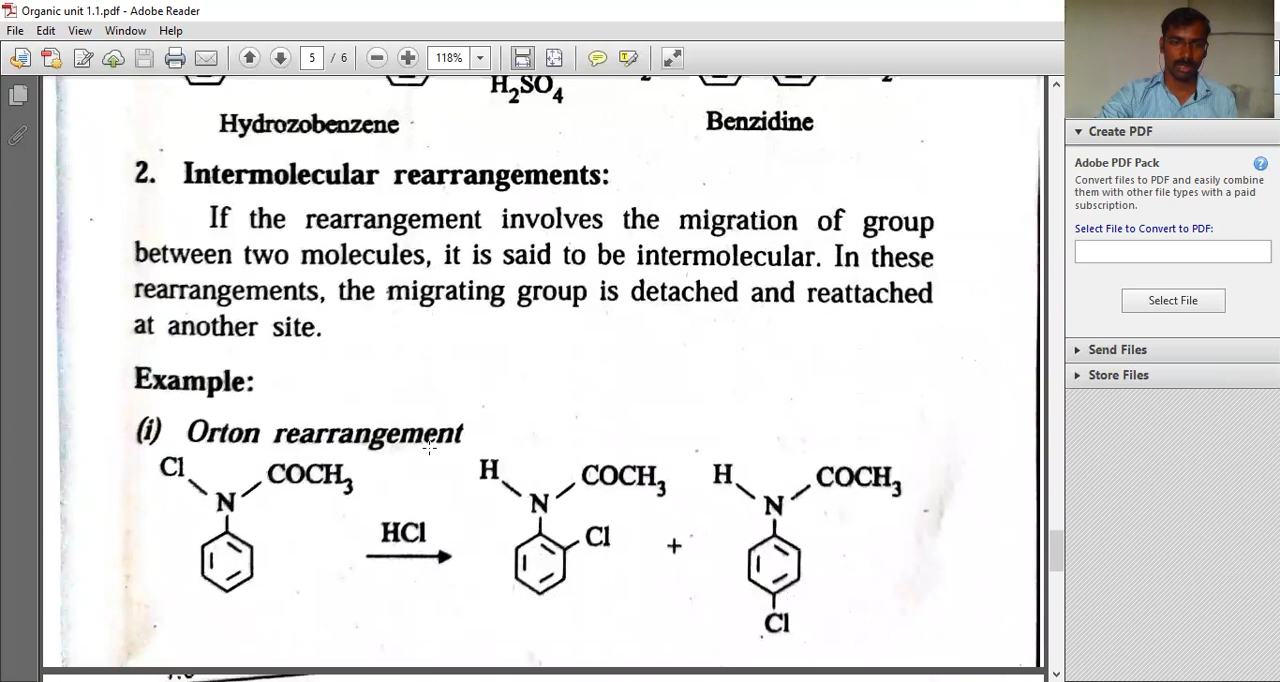 Organic unit 1.1.pdf - Adobe Reader
File Edit View Window Help
5 / 6 118%
H2SO4
Hydrozobenzene Benzidine
2. Intermolecular rearrangements:
If the rearrangement involves the migration of group
between two molecules, it is said to be intermolecular. In these
rearrangements, the migrating group is detached and reattached
at another site.
Example:
(i) Orton rearrangement
Cl COCH3 H COCH3 H COCH3
N N N
HCl Cl +
Cl
Create PDF
Adobe PDF Pack
Convert files to PDF and easily combine
them with other file types with a paid
subscription.
Select File to Convert to PDF:
Select File
Send Files
Store Files